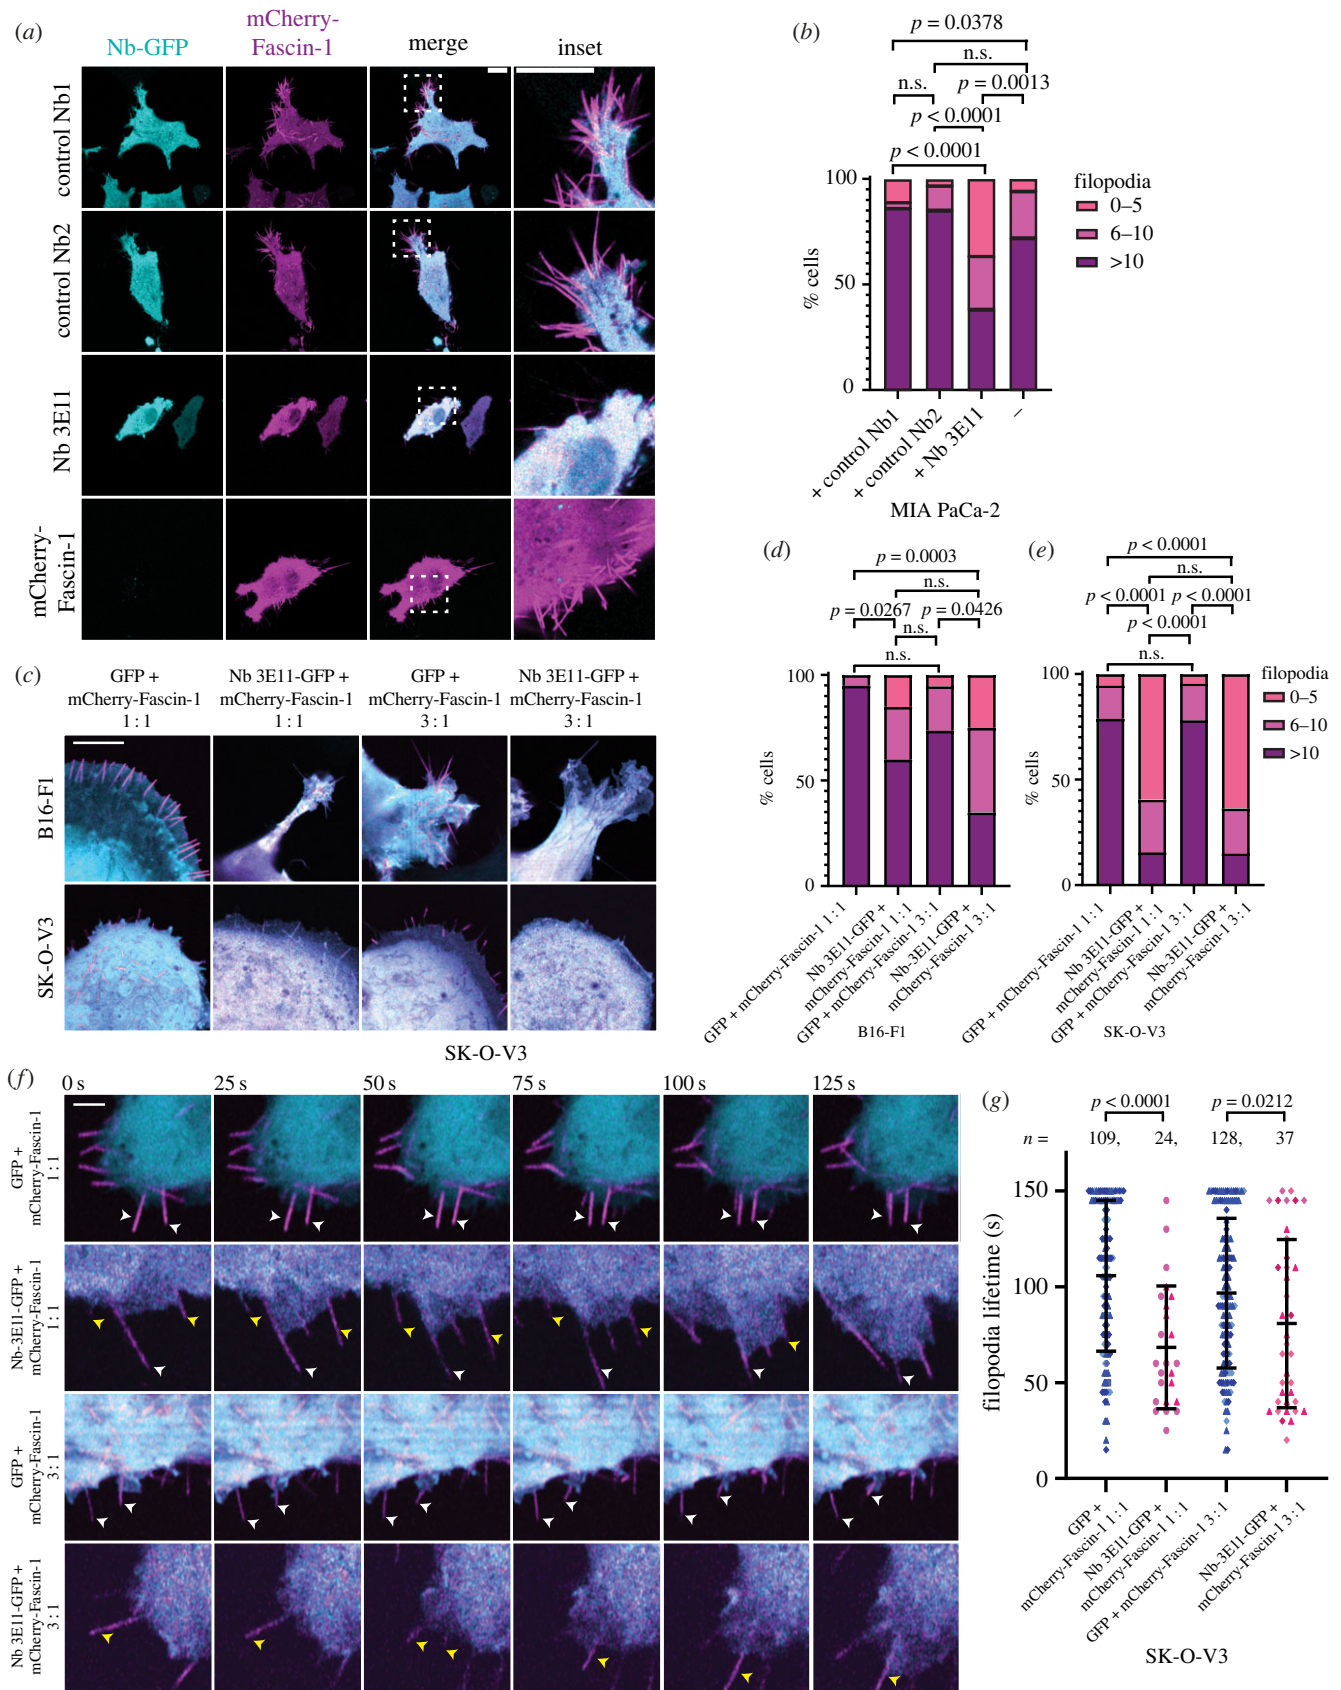 (a)
Nb-GFP
mCherry-
Fascin-1
merge
inset
control Nb1
control Nb2
Nb 3E11
mCherry-
Fascin-1
(b)
p = 0.0378
n.s.
n.s.
p = 0.0013
p < 0.0001
p < 0.0001
100
50
0
% cells
filopodia
0–5
6–10
>10
+ control Nb1
+ control Nb2
+ Nb 3E11
–
MIA PaCa-2
(c)
GFP +
mCherry-Fascin-1
1 : 1
Nb 3E11-GFP +
mCherry-Fascin-1
1 : 1
GFP +
mCherry-Fascin-1
3 : 1
Nb 3E11-GFP +
mCherry-Fascin-1
3 : 1
B16-F1
SK-O-V3
(d)
p = 0.0003
n.s.
p = 0.0267
p = 0.0426
n.s.
n.s.
100
50
0
% cells
GFP + mCherry-Fascin-1 1 : 1
Nb 3E11-GFP +
mCherry-Fascin-1 1 : 1
GFP + mCherry-Fascin-1 3 : 1
Nb-3E11-GFP +
mCherry-Fascin-1 3 : 1
B16-F1
(e)
p < 0.0001
n.s.
p < 0.0001
p < 0.0001
p < 0.0001
n.s.
filopodia
0–5
6–10
>10
100
50
0
% cells
GFP + mCherry-Fascin-1 1 : 1
Nb 3E11-GFP +
mCherry-Fascin-1 1 : 1
GFP + mCherry-Fascin-1 3 : 1
Nb-3E11-GFP +
mCherry-Fascin-1 3 : 1
SK-O-V3
SK-O-V3
(f)
0 s
25 s
50 s
75 s
100 s
125 s
GFP +
mCherry-Fascin-1
1 : 1
Nb-3E11-GFP +
mCherry-Fascin-1
1 : 1
GFP +
mCherry-Fascin-1
3 : 1
Nb 3E11-GFP +
mCherry-Fascin-1
3 : 1
(g)
p < 0.0001
p = 0.0212
n = 109, 24, 128, 37
150
100
50
0
filopodia lifetime (s)
GFP +
mCherry-Fascin-1 1 : 1
Nb 3E11-GFP +
mCherry-Fascin-1 1 : 1
GFP + mCherry-Fascin-1 3 : 1
Nb-3E11-GFP +
mCherry-Fascin-1 3 : 1
SK-O-V3